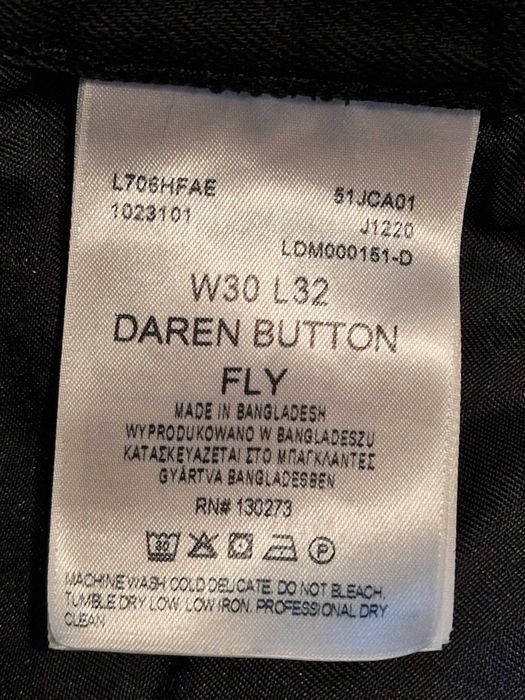 L706HFAE 51JCA01
1023101 J1220
LDM000151-D
W30 L32
DAREN BUTTON
FLY
MADE IN BANGLADESH
WYPRODUKOWANO W BANGLADESZU
ΚΑΤΑΣΚΕΥΑΖΕΤΑΙ ΣΤΟ ΜΠΑΓΚΛΑΝΤΕΣ
GYÁRTVA BANGLADESBEN
RN# 130273
30 P
MACHINE WASH COLD DELICATE. DO NOT BLEACH.
TUMBLE DRY LOW. LOW IRON. PROFESSIONAL DRY
CLEAN